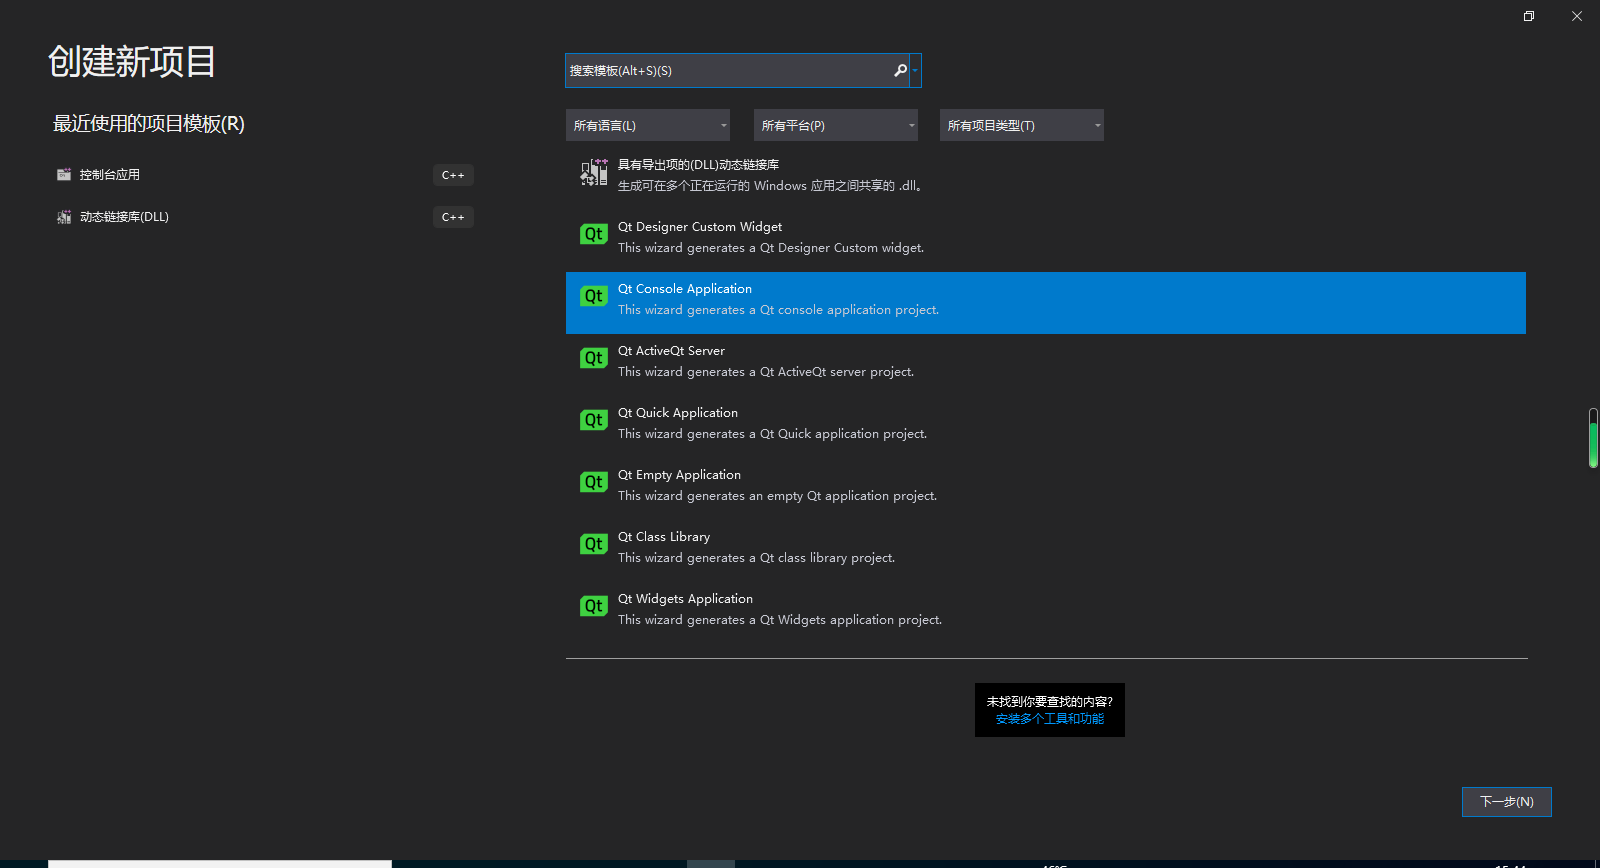 创建新项目
最近使用的项目模板(R)
控制台应用
C++
动态链接库(DLL)
C++
搜索模板(Alt+S)(S)
所有语言(L)
所有平台(P)
所有项目类型(T)
具有导出项的(DLL)动态链接库
生成可在多个正在运行的 Windows 应用之间共享的 .dll。
Qt
Qt Designer Custom Widget
This wizard generates a Qt Designer Custom widget.
Qt
Qt Console Application
This wizard generates a Qt console application project.
Qt
Qt ActiveQt Server
This wizard generates a Qt ActiveQt server project.
Qt
Qt Quick Application
This wizard generates a Qt Quick application project.
Qt
Qt Empty Application
This wizard generates an empty Qt application project.
Qt
Qt Class Library
This wizard generates a Qt class library project.
Qt
Qt Widgets Application
This wizard generates a Qt Widgets application project.
未找到你要查找的内容?
安装多个工具和功能
下一步(N)